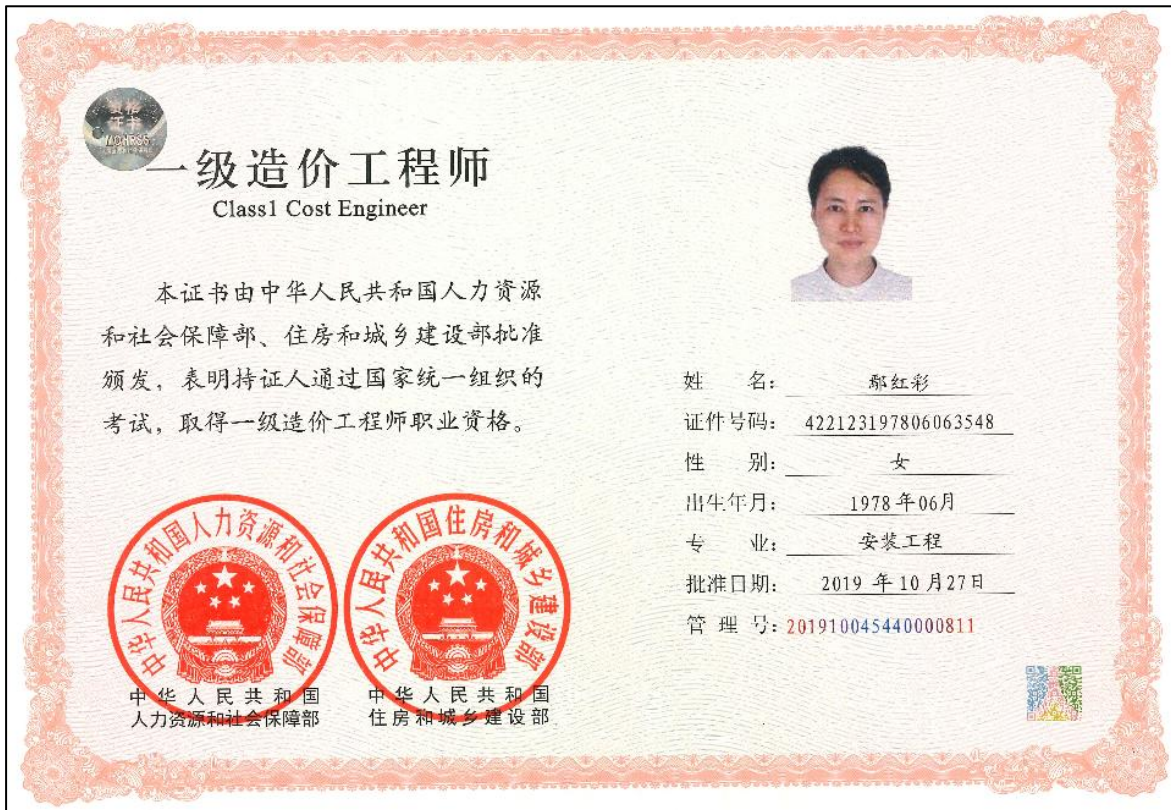 资格
证书
MOHRSS
一级造价工程师
Class1 Cost Engineer
本证书由中华人民共和国人力资源
和社会保障部、住房和城乡建设部批准
颁发，表明持证人通过国家统一组织的
考试，取得一级造价工程师职业资格。
中华人民共和国人力资源和社会保障部
中华人民共和国住房和城乡建设部
中华人民共和国
人力资源和社会保障部
中华人民共和国
住房和城乡建设部
姓 名： 鄢红彩
证件号码： 422123197806063548
性 别： 女
出生年月： 1978年06月
专 业： 安装工程
批准日期： 2019年10月27日
管 理 号：201910045440000811